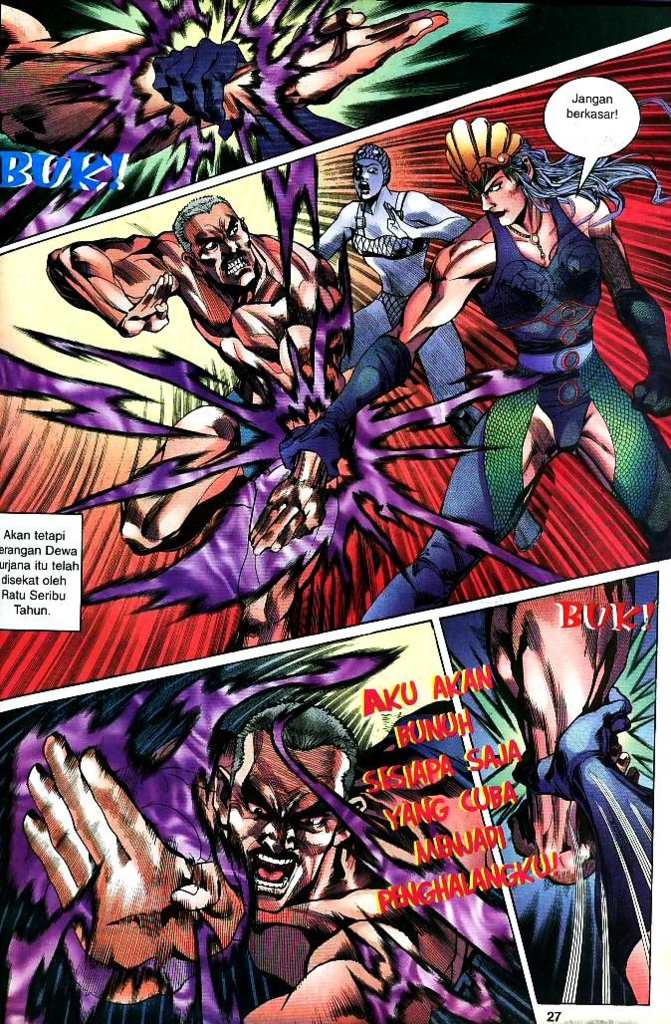 BUK!
Jangan
berkasar!
Akan tetapi
erangan Dewa
urjana itu telah
disekat oleh
Ratu Seribu
Tahun.
BUK!
AKU AKAN
BUNUH
SESIAPA SAJA
YANG CUBA
MENJADI
PENGHALANGKU!
27